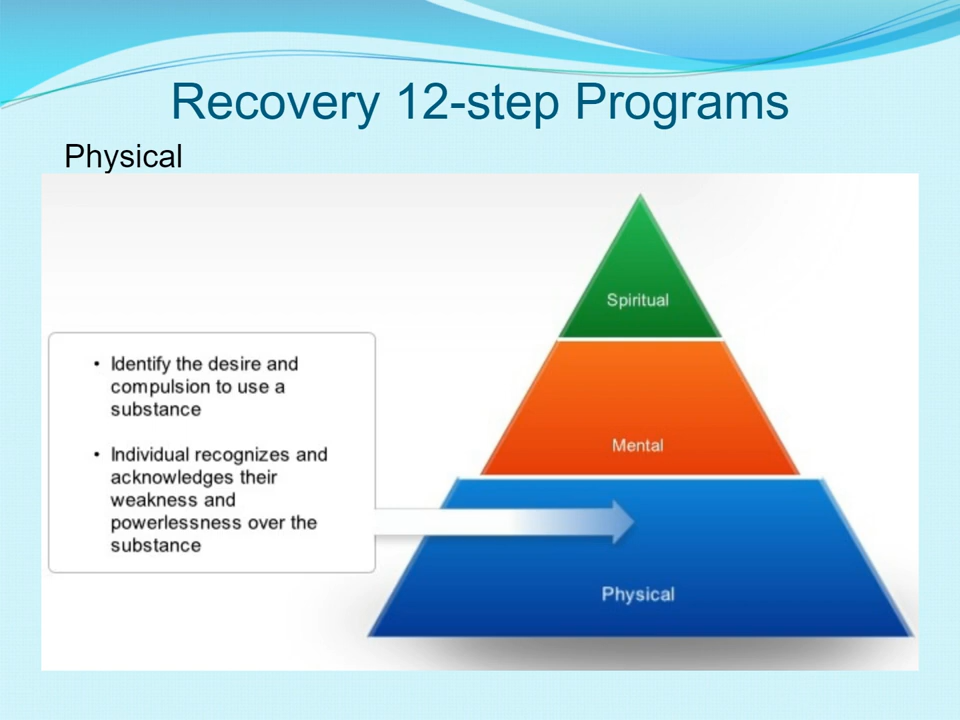 Recovery 12-step Programs
Physical
• Identify the desire and
compulsion to use a
substance
• Individual recognizes and
acknowledges their
weakness and
powerlessness over the
substance
Spiritual
Mental
Physical